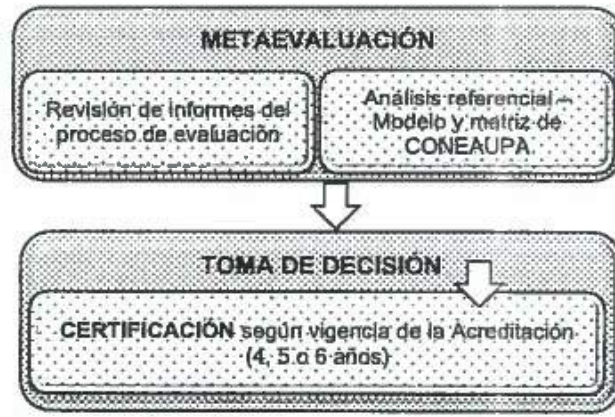 METAEVALUACIÓN
Revisión de informes del
proceso de evaluación
Análisis referencial –
Modelo y matriz de
CONEAUPA
TOMA DE DECISIÓN
CERTIFICACIÓN según vigencia de la Acreditación
(4, 5 o 6 años)